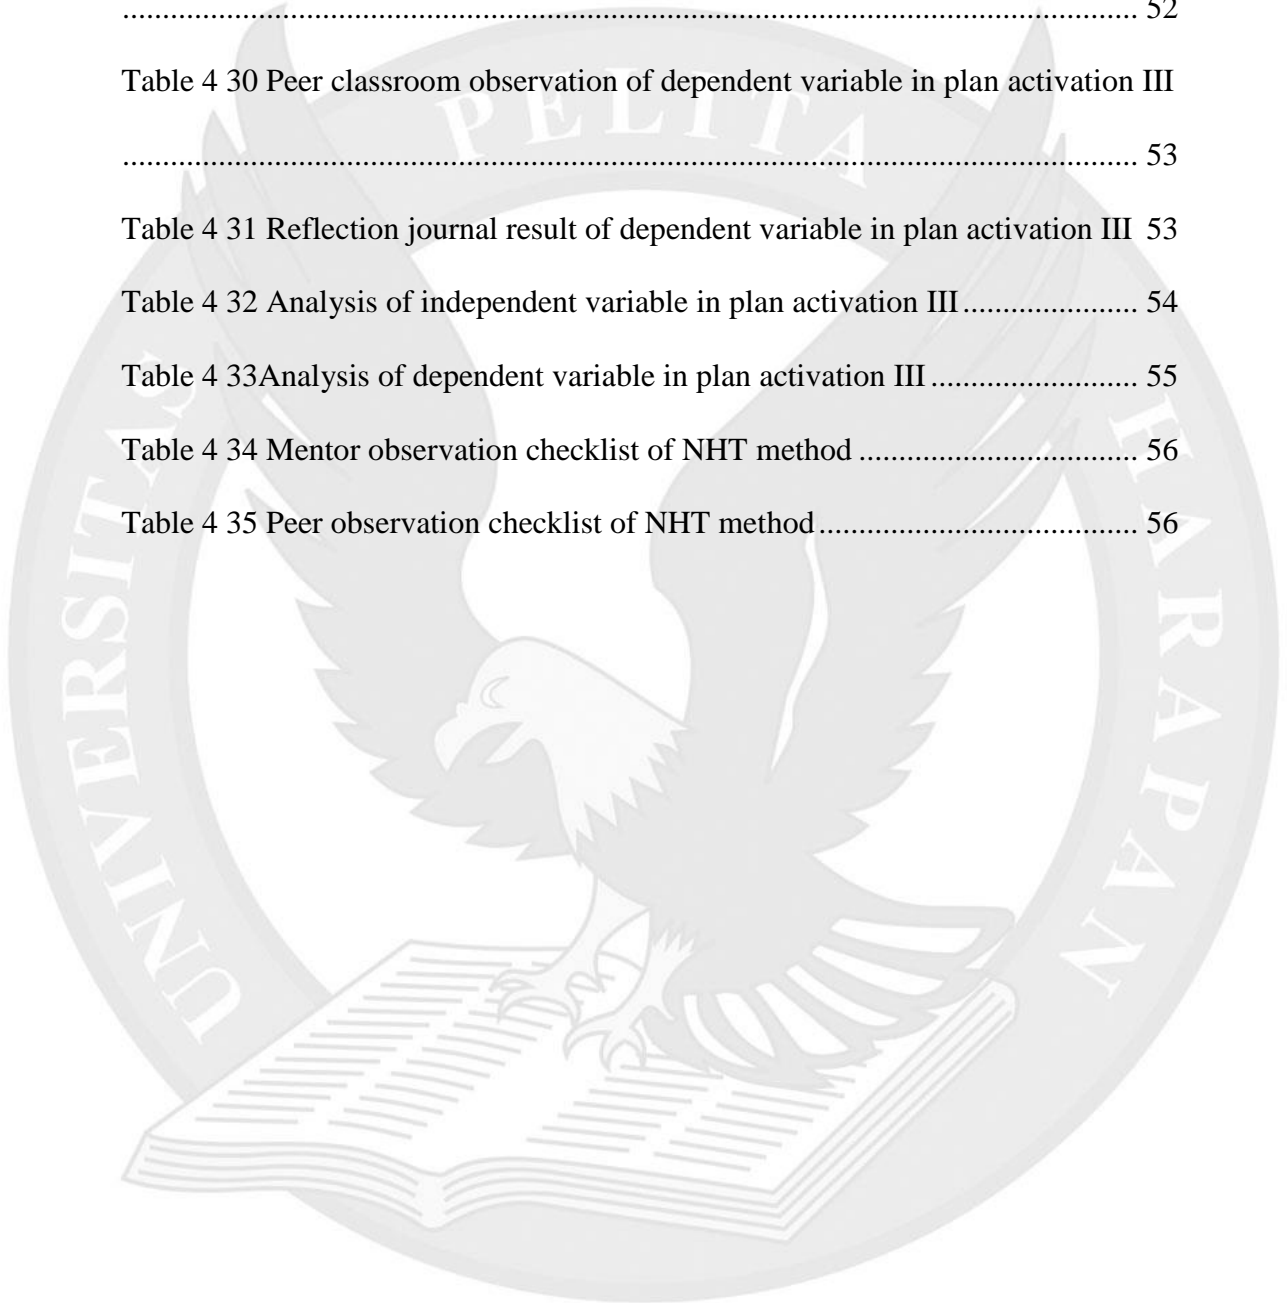 ................................................................................................................................ 52
Table 4 30 Peer classroom observation of dependent variable in plan activation III
................................................................................................................................ 53
Table 4 31 Reflection journal result of dependent variable in plan activation III 53
Table 4 32 Analysis of independent variable in plan activation III ...................... 54
Table 4 33Analysis of dependent variable in plan activation III .......................... 55
Table 4 34 Mentor observation checklist of NHT method ................................... 56
Table 4 35 Peer observation checklist of NHT method ........................................ 56
UNIVERSITAS PELITA HARAPAN